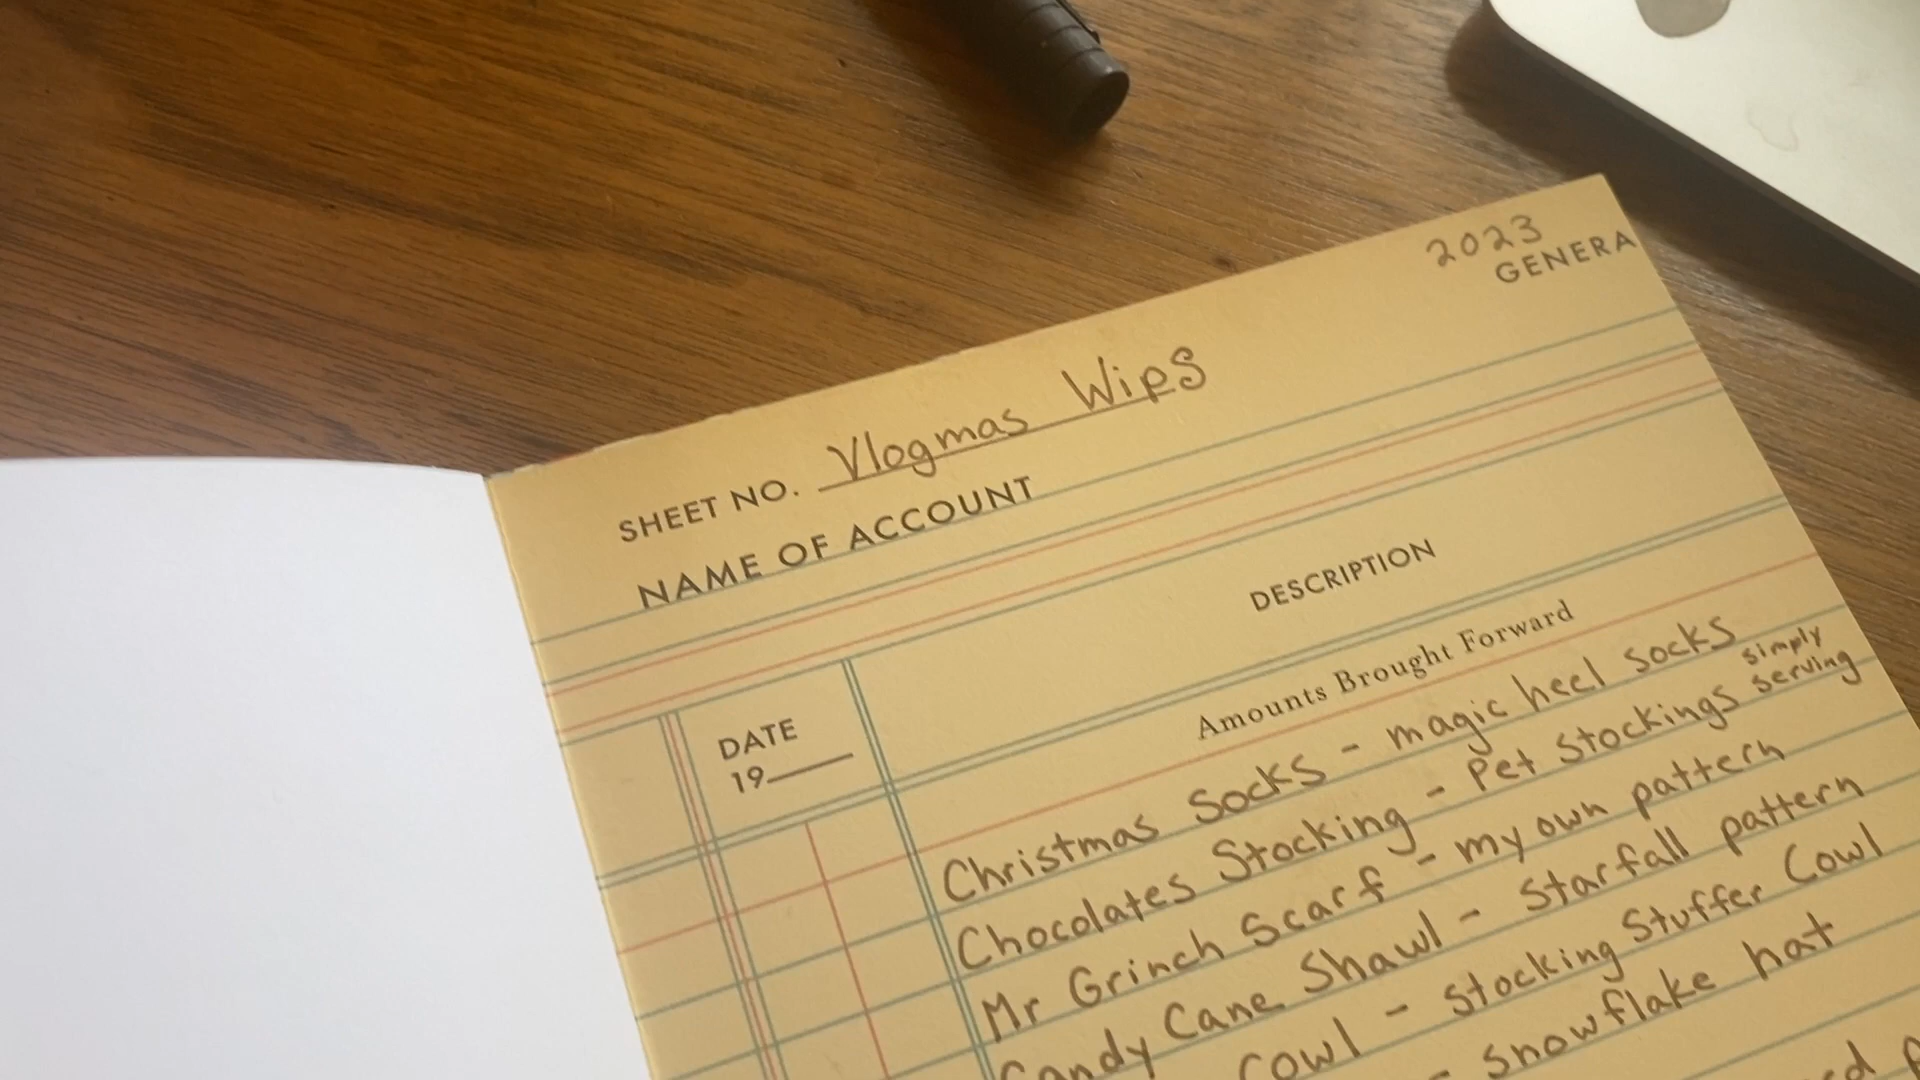 2023
GENERA
SHEET NO. Vlogmas Wips
NAME OF ACCOUNT
DESCRIPTION
Amounts Brought Forward
DATE
19
Christmas Socks - magic heel socks
Chocolates Stocking - Pet Stockings simply serving
Mr Grinch Scarf - my own pattern
Candy Cane Shawl - Starfall pattern
Cowl - Stocking Stuffer Cowl
- Snowflake hat